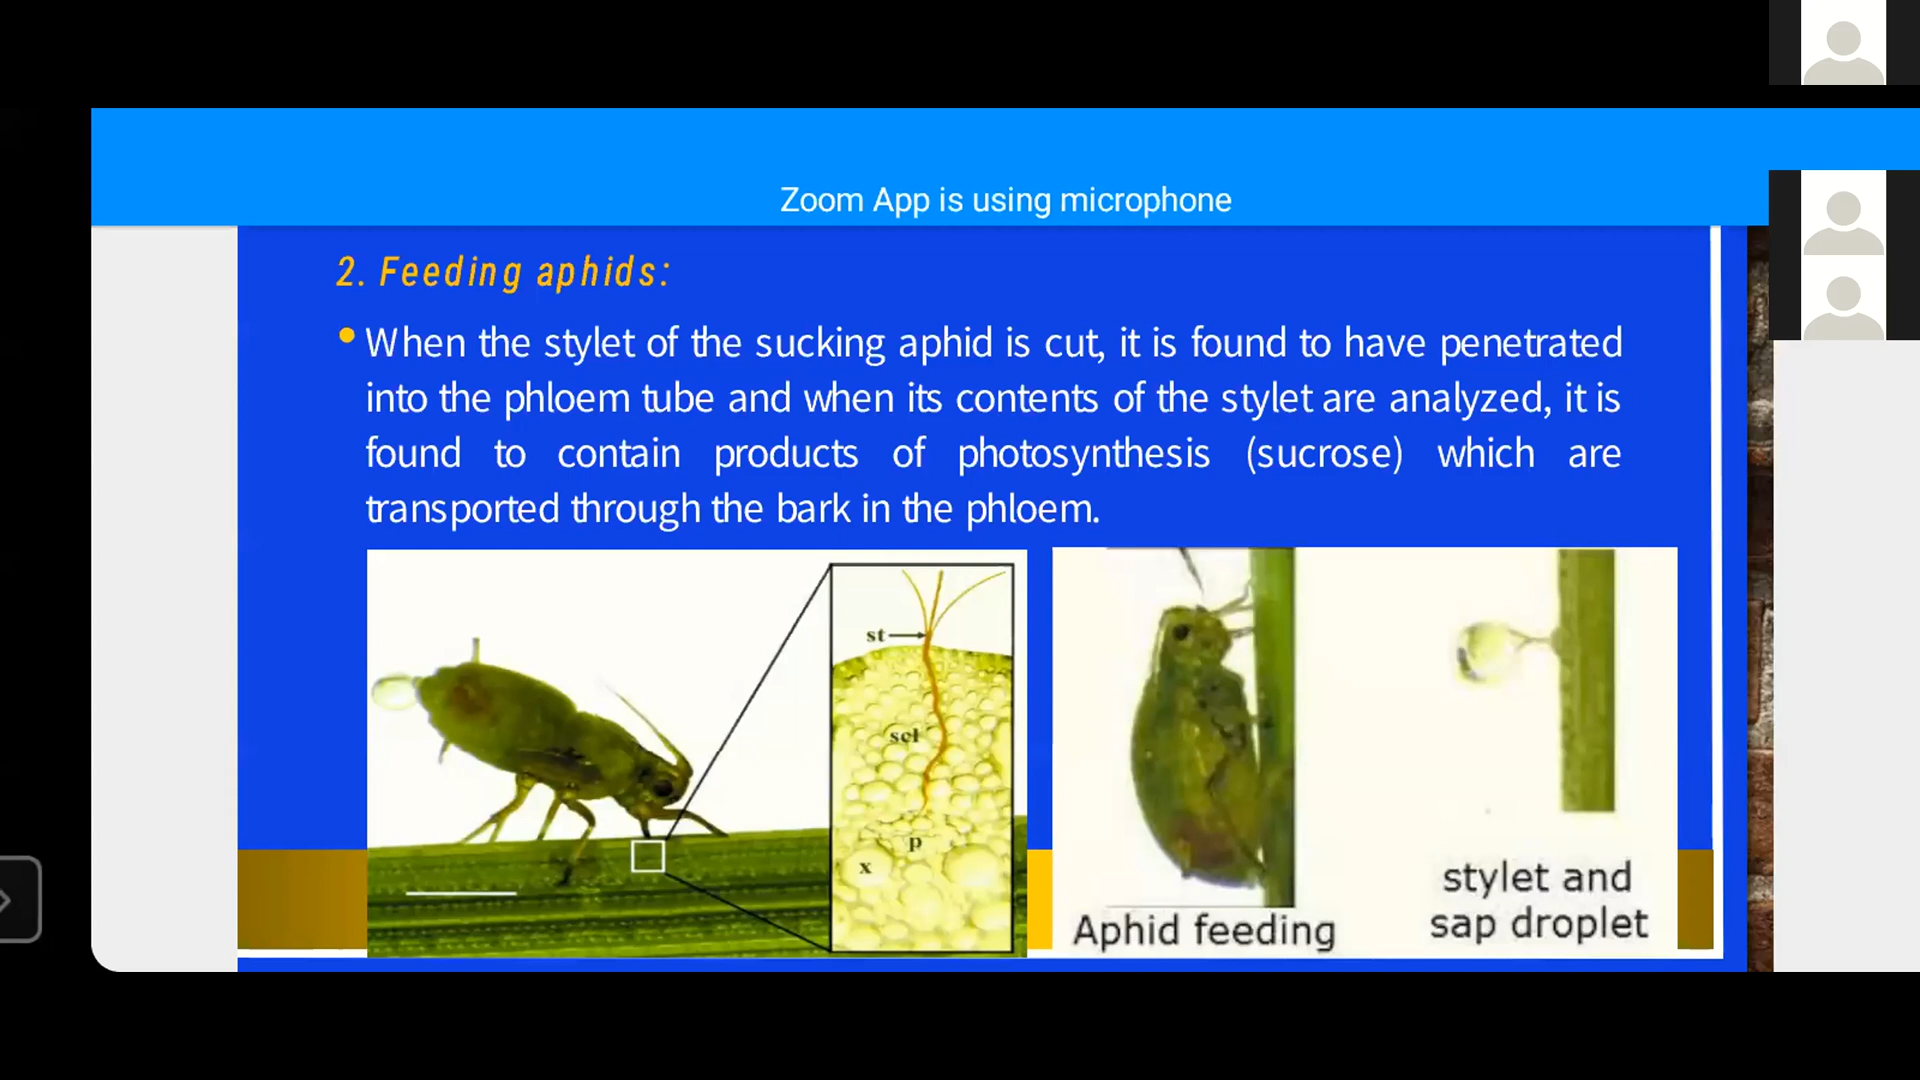 Zoom App is using microphone
2. Feeding aphids:
• When the stylet of the sucking aphid is cut, it is found to have penetrated
into the phloem tube and when its contents of the stylet are analyzed, it is
found to contain products of photosynthesis (sucrose) which are
transported through the bark in the phloem.
st
scl
p
x
Aphid feeding
stylet and
sap droplet